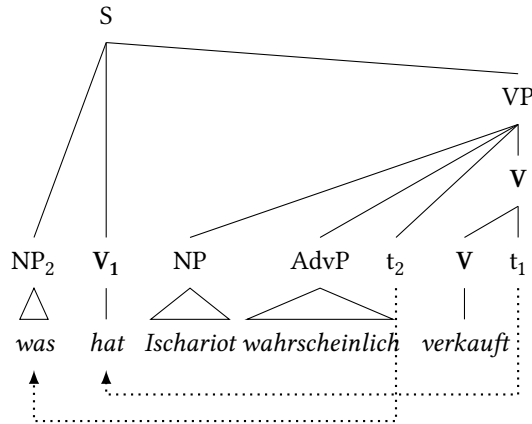 S
VP
V
NP₂ V₁ NP AdvP t₂ V t₁
was hat Ischariot wahrscheinlich verkauft